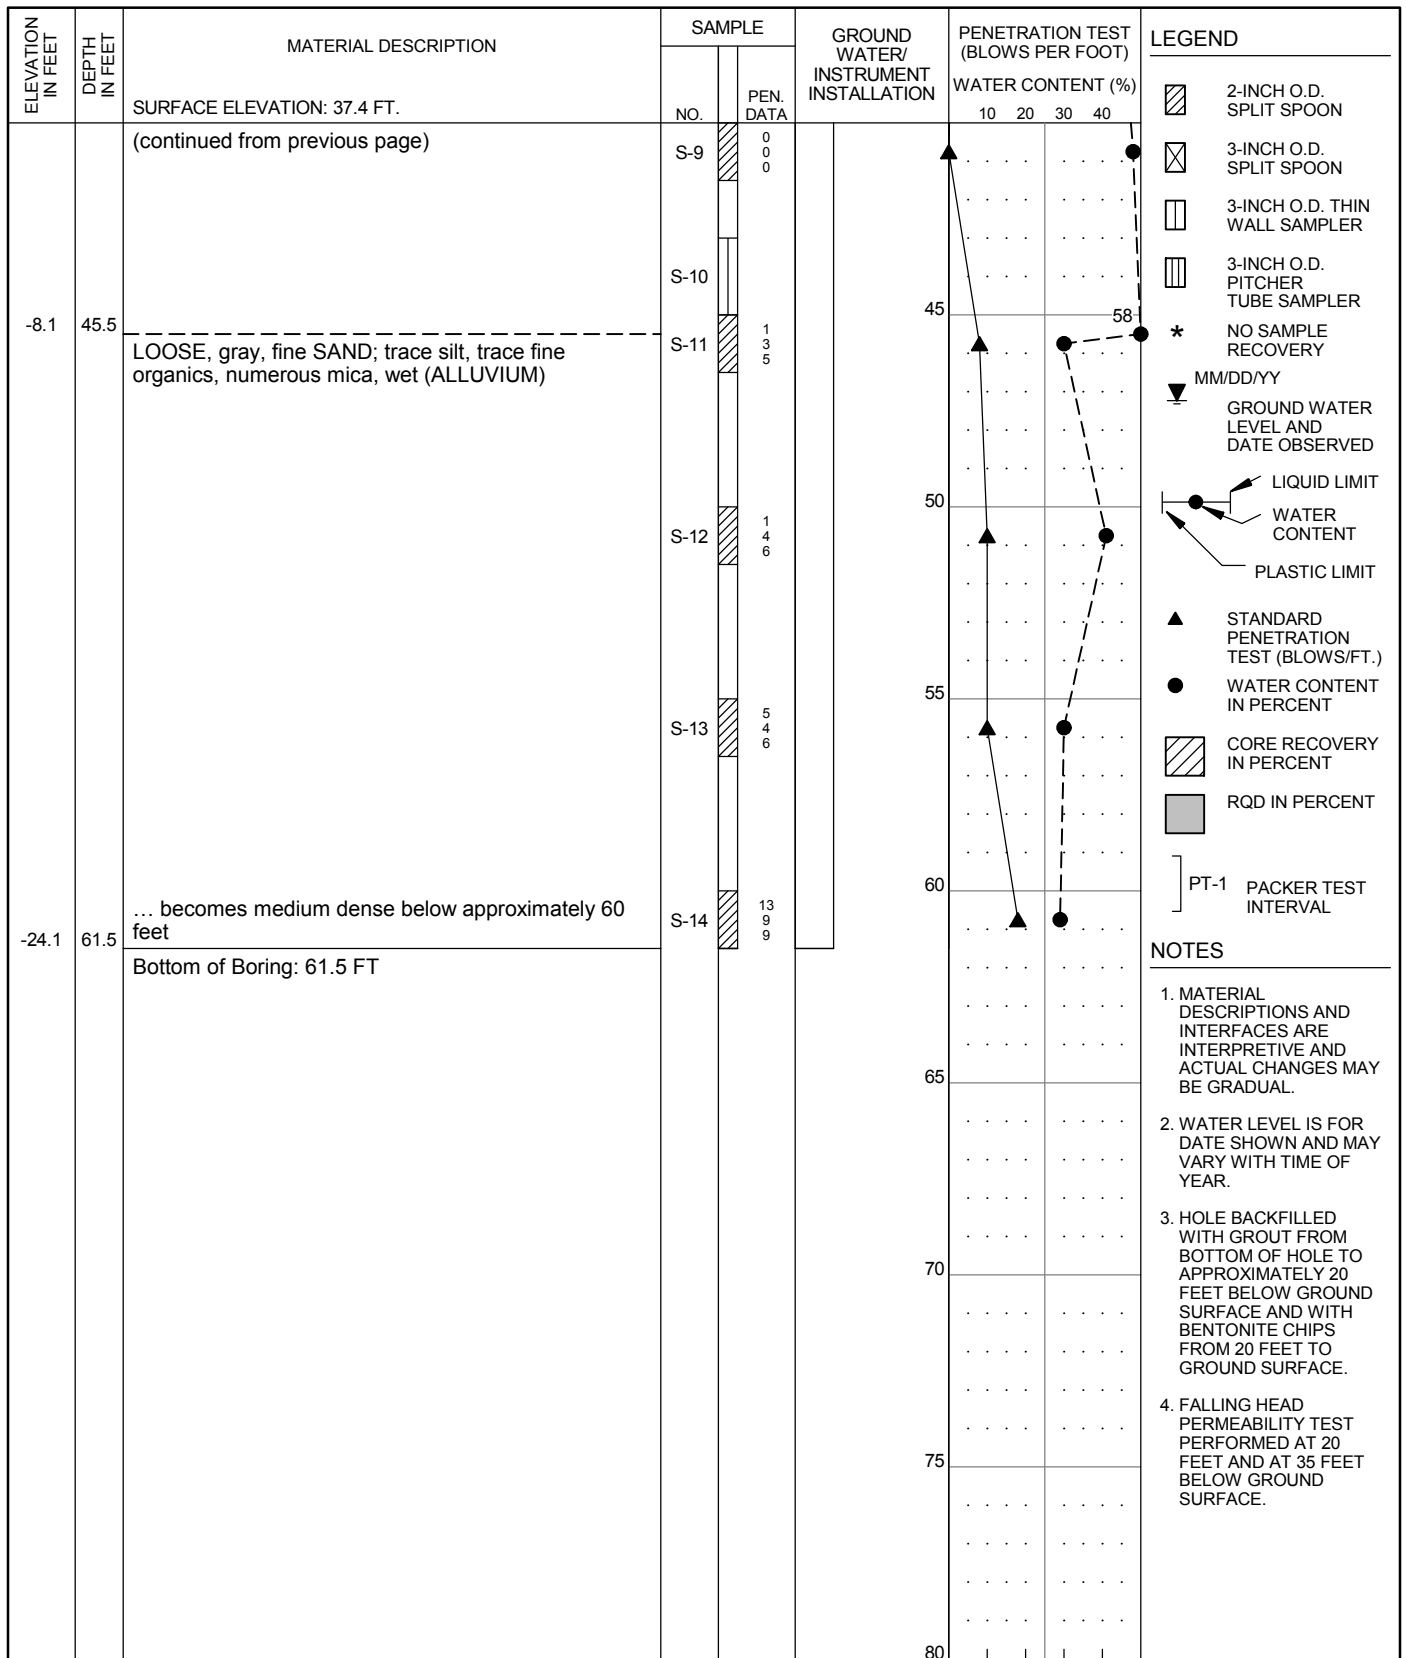 ELEVATION
IN FEET
DEPTH
IN FEET
MATERIAL DESCRIPTION
SURFACE ELEVATION: 37.4 FT.
SAMPLE
NO.
PEN.
DATA
GROUND
WATER/
INSTRUMENT
INSTALLATION
PENETRATION TEST
(BLOWS PER FOOT)
WATER CONTENT (%)
10 20 30 40
(continued from previous page)
S-9
0
0
0
S-10
45
58
-8.1 45.5
LOOSE, gray, fine SAND; trace silt, trace fine
organics, numerous mica, wet (ALLUVIUM)
S-11
1
3
5
50
S-12
1
4
6
55
S-13
5
4
6
60
… becomes medium dense below approximately 60
feet
S-14
13
9
9
-24.1 61.5
Bottom of Boring: 61.5 FT
65
70
75
80
LEGEND
2-INCH O.D.
SPLIT SPOON
3-INCH O.D.
SPLIT SPOON
3-INCH O.D. THIN
WALL SAMPLER
3-INCH O.D.
PITCHER
TUBE SAMPLER
* NO SAMPLE
RECOVERY
MM/DD/YY
GROUND WATER
LEVEL AND
DATE OBSERVED
LIQUID LIMIT
WATER
CONTENT
PLASTIC LIMIT
STANDARD
PENETRATION
TEST (BLOWS/FT.)
WATER CONTENT
IN PERCENT
CORE RECOVERY
IN PERCENT
RQD IN PERCENT
PT-1 PACKER TEST
INTERVAL
NOTES
1. MATERIAL
DESCRIPTIONS AND
INTERFACES ARE
INTERPRETIVE AND
ACTUAL CHANGES MAY
BE GRADUAL.
2. WATER LEVEL IS FOR
DATE SHOWN AND MAY
VARY WITH TIME OF
YEAR.
3. HOLE BACKFILLED
WITH GROUT FROM
BOTTOM OF HOLE TO
APPROXIMATELY 20
FEET BELOW GROUND
SURFACE AND WITH
BENTONITE CHIPS
FROM 20 FEET TO
GROUND SURFACE.
4. FALLING HEAD
PERMEABILITY TEST
PERFORMED AT 20
FEET AND AT 35 FEET
BELOW GROUND
SURFACE.